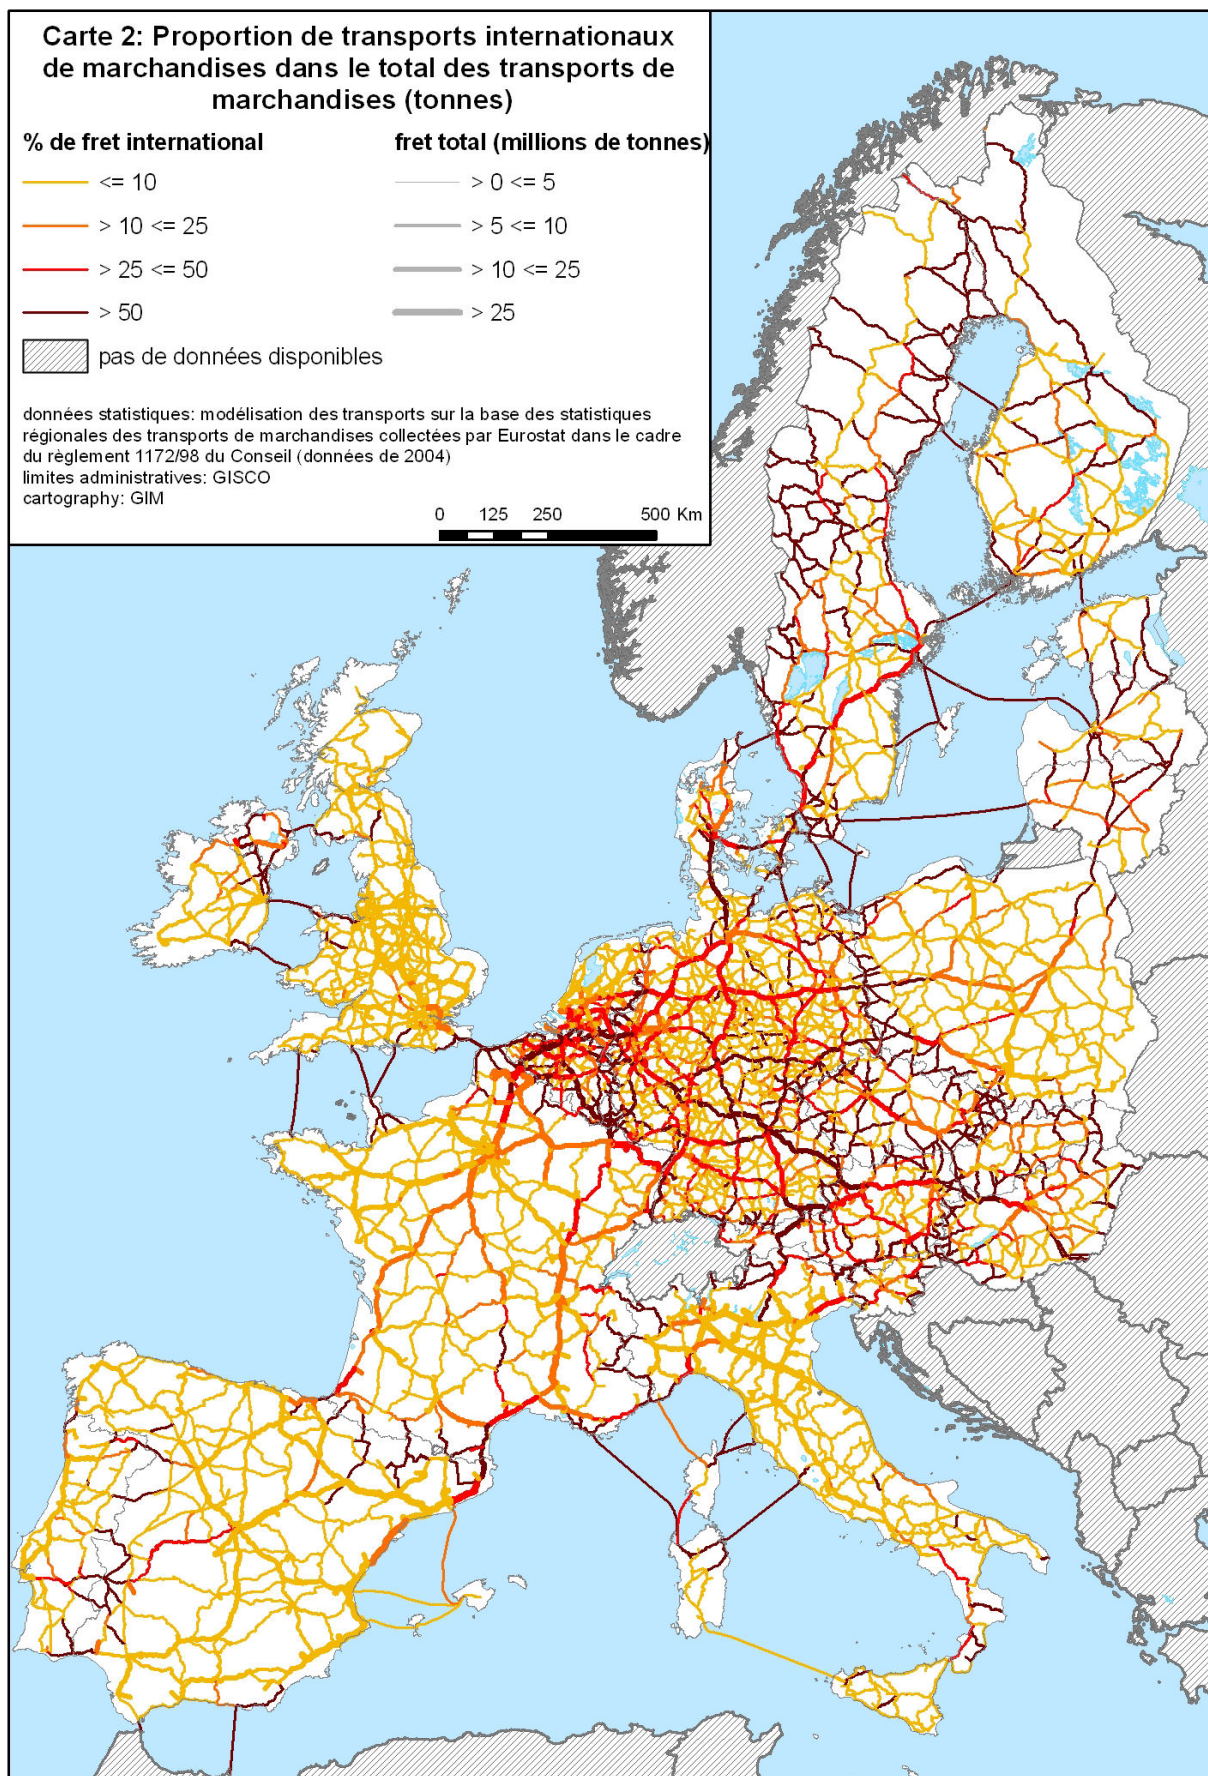 Carte 2: Proportion de transports internationaux
de marchandises dans le total des transports de
marchandises (tonnes)
% de fret international
fret total (millions de tonnes)
<= 10
> 0 <= 5
> 10 <= 25
> 5 <= 10
> 25 <= 50
> 10 <= 25
> 50
> 25
pas de données disponibles
données statistiques: modélisation des transports sur la base des statistiques
régionales des transports de marchandises collectées par Eurostat dans le cadre
du règlement 1172/98 du Conseil (données de 2004)
limites administratives: GISCO
cartography: GIM
0 125 250 500 Km